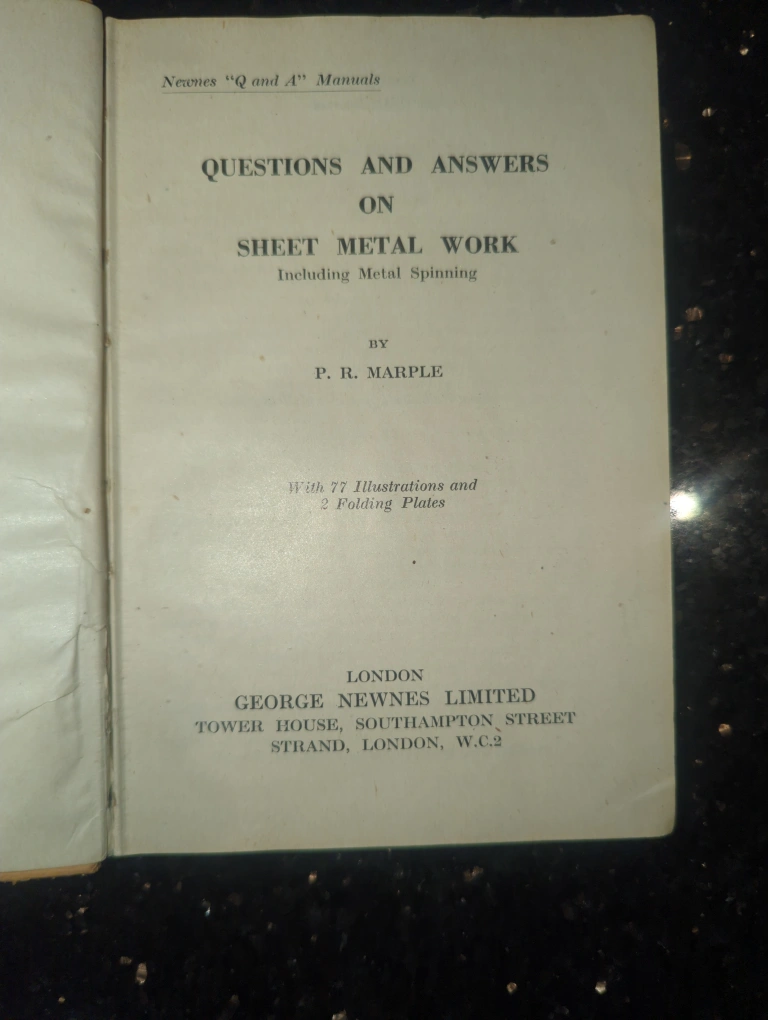 Newnes "Q and A" Manuals
QUESTIONS AND ANSWERS
ON
SHEET METAL WORK
Including Metal Spinning
BY
P. R. MARPLE
With 77 Illustrations and
2 Folding Plates
LONDON
GEORGE NEWNES LIMITED
TOWER HOUSE, SOUTHAMPTON STREET
STRAND, LONDON, W.C.2